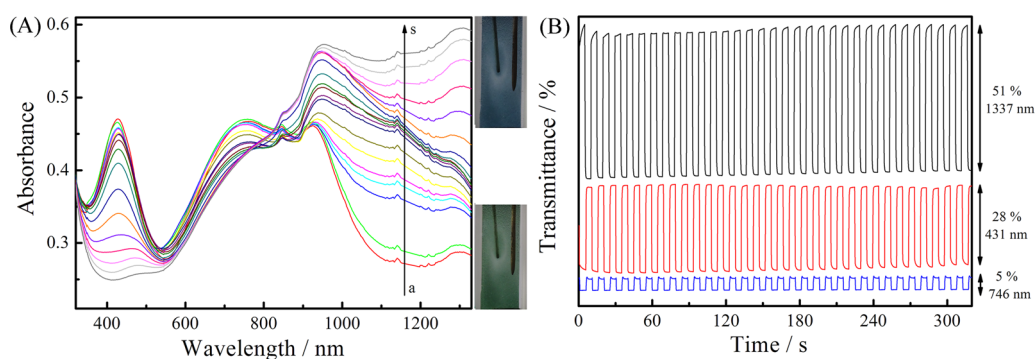 (A)
0.6
0.5
0.4
0.3
Absorbance
400
600
800
1000
1200
Wavelength / nm
s
a
(B)
Transmittance / %
51 %
1337 nm
28 %
431 nm
5 %
746 nm
0
60
120
180
240
300
Time / s